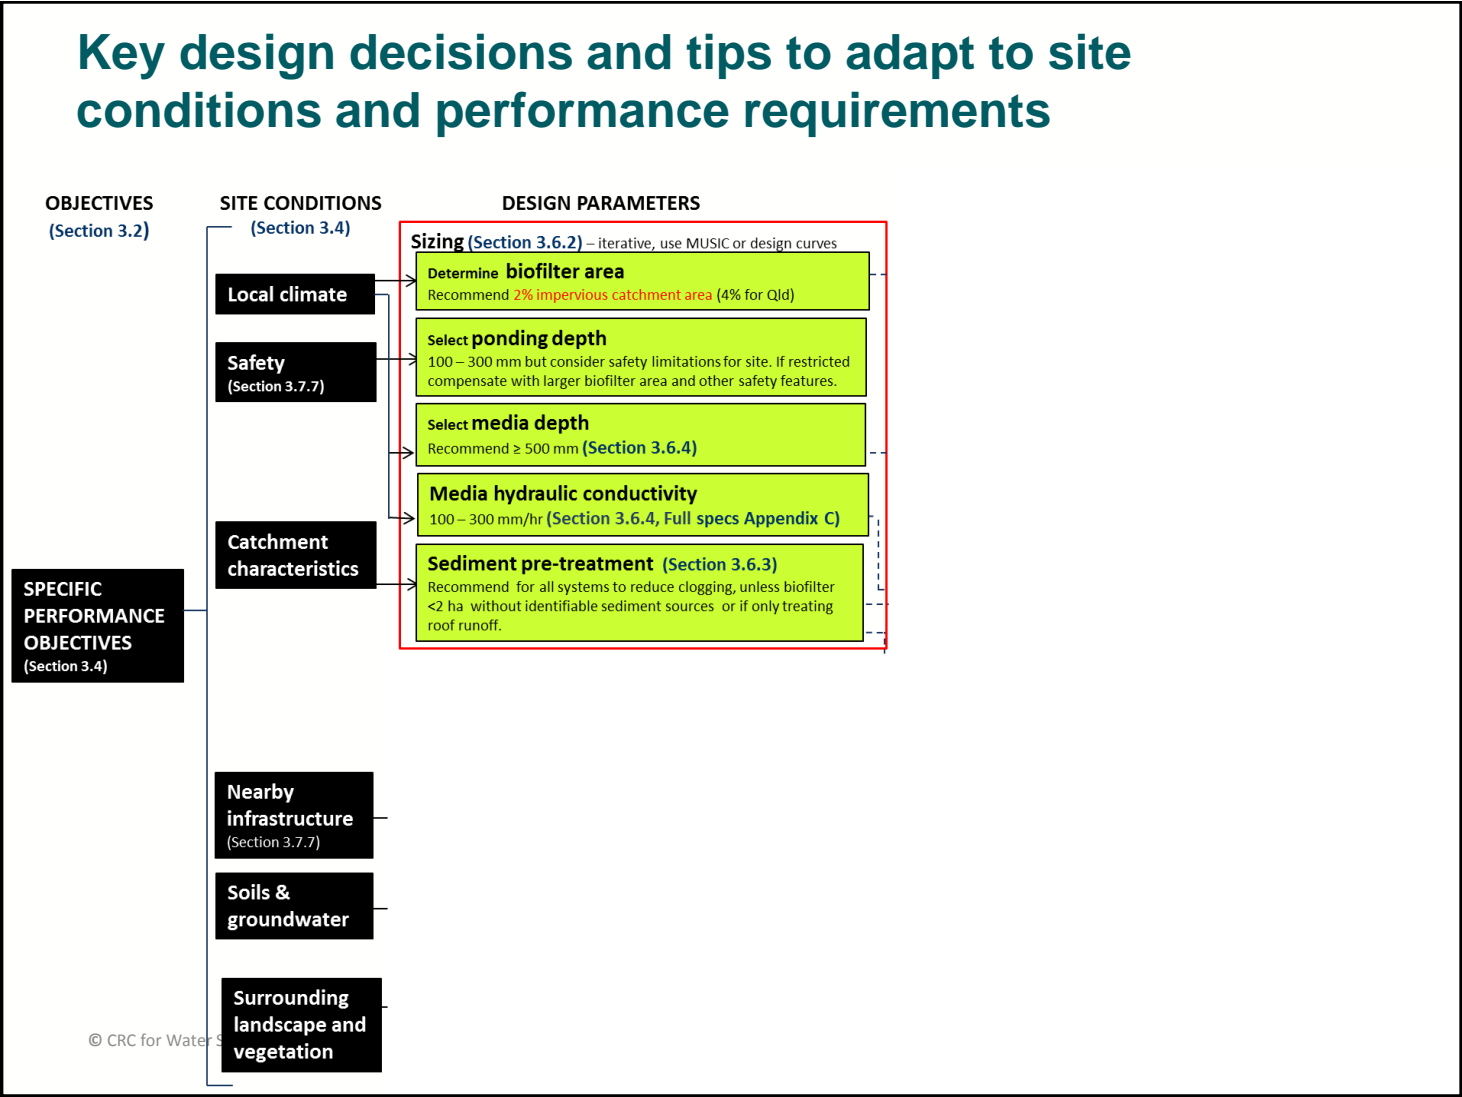 Key design decisions and tips to adapt to site
conditions and performance requirements
OBJECTIVES
(Section 3.2)
SITE CONDITIONS
(Section 3.4)
DESIGN PARAMETERS
SPECIFIC
PERFORMANCE
OBJECTIVES
(Section 3.4)
Local climate
Safety
(Section 3.7.7)
Catchment
characteristics
Nearby
infrastructure
(Section 3.7.7)
Soils &
groundwater
Surrounding
landscape and
vegetation
Sizing (Section 3.6.2) – iterative, use MUSIC or design curves
Determine biofilter area
Recommend 2% impervious catchment area (4% for Qld)
Select ponding depth
100 – 300 mm but consider safety limitations for site. If restricted
compensate with larger biofilter area and other safety features.
Select media depth
Recommend ≥ 500 mm (Section 3.6.4)
Media hydraulic conductivity
100 – 300 mm/hr (Section 3.6.4, Full specs Appendix C)
Sediment pre-treatment (Section 3.6.3)
Recommend for all systems to reduce clogging, unless biofilter
<2 ha without identifiable sediment sources or if only treating
roof runoff.
© CRC for Water